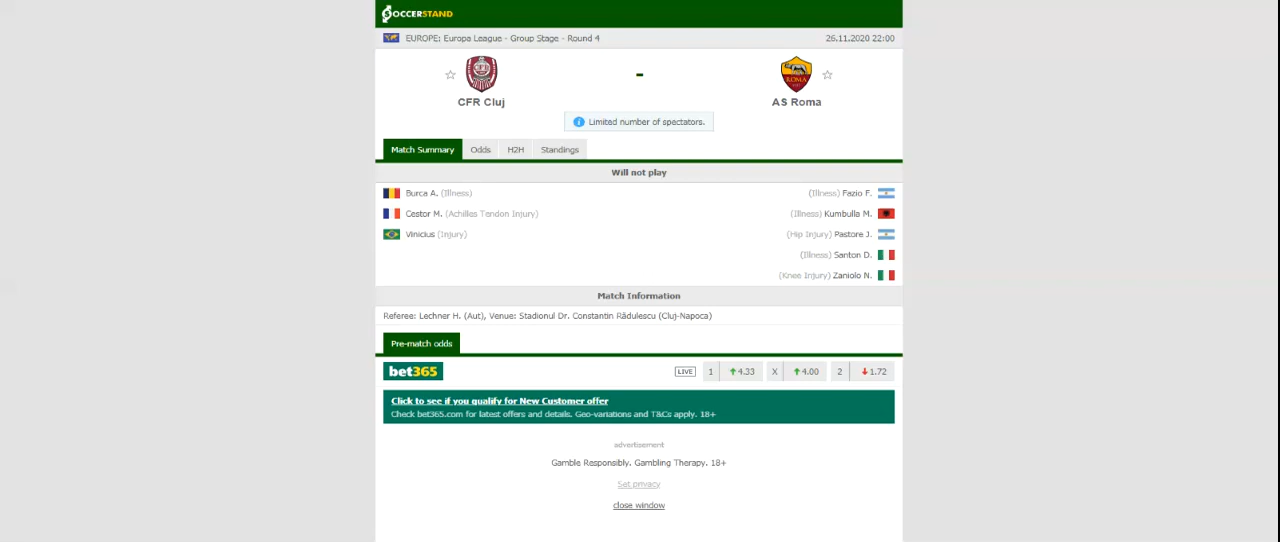 SOCCERSTAND
EUROPE: Europa League - Group Stage - Round 4 26.11.2020 22:00
-
CFR Cluj AS Roma
ROMA
i Limited number of spectators.
Match Summary Odds H2H Standings
Will not play
Burca A. (Illness) (Illness) Fazio F.
Cestor M. (Achilles Tendon Injury) (Illness) Kumbulla M.
Vinicius (Injury) (Hip Injury) Pastore J.
(Illness) Santon D.
(Knee Injury) Zaniolo N.
Match Information
Referee: Lechner H. (Aut), Venue: Stadionul Dr. Constantin Rădulescu (Cluj-Napoca)
Pre-match odds
bet365 LIVE 1 4.33 X 4.00 2 1.72
Click to see if you qualify for New Customer offer
Check bet365.com for latest offers and details. Geo-variations and T&Cs apply. 18+
advertisement
Gamble Responsibly. Gambling Therapy. 18+
Set privacy
close window